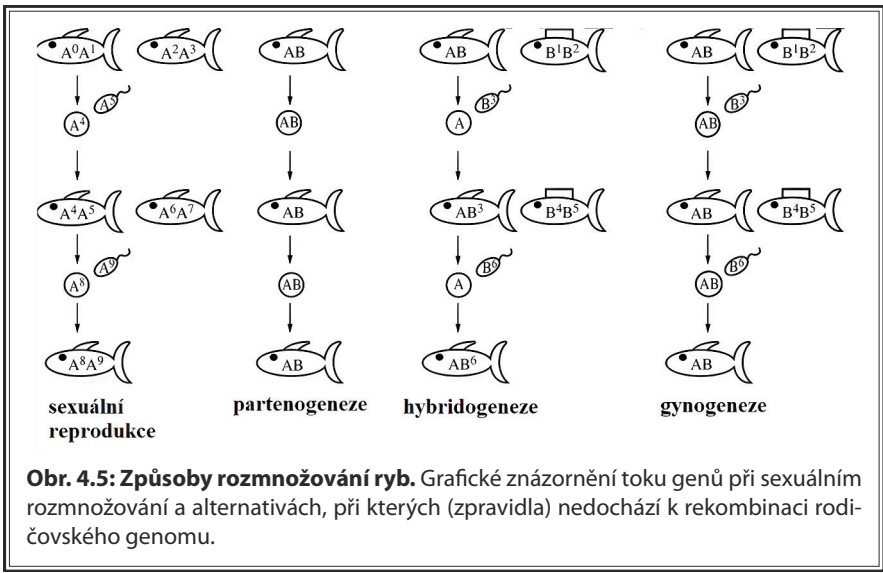 A⁰A¹ A²A³ AB AB B¹B² AB B¹B²
A⁴ A⁵ AB A B³ AB B³
A⁴A⁵ A⁶A⁷ AB AB³ B⁴B⁵ AB B⁴B⁵
A⁸ A⁹ AB A B⁶ AB B⁶
A⁸A⁹ AB AB⁶ AB
sexuální partenogeneze hybridogeneze gynogeneze
reprodukce
Obr. 4.5: Způsoby rozmnožování ryb. Grafické znázornění toku genů při sexuálním
rozmnožování a alternativách, při kterých (zpravidla) nedochází k rekombinaci rodi-
čovského genomu.